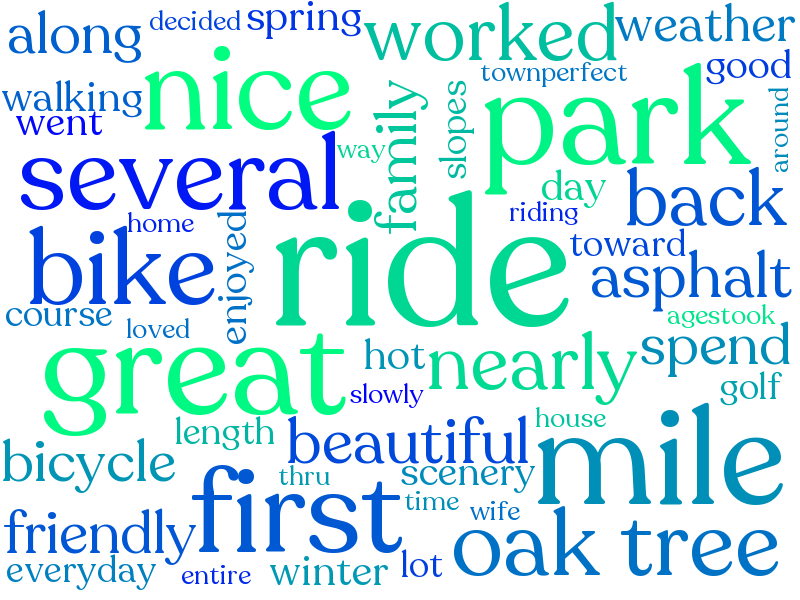 along
decided
spring
worked
weather
nice
townperfect
good
walking
park
went
family
slopes
around
several
way
day
back
home
ride
riding
bike
enjoyed
toward
asphalt
course
loved
agestook
great
hot
nearly
spend
slowly
golf
length
beautiful
house
mile
bicycle
first
thru
scenery
time
wife
friendly
oak tree
everyday
entire
winter
lot